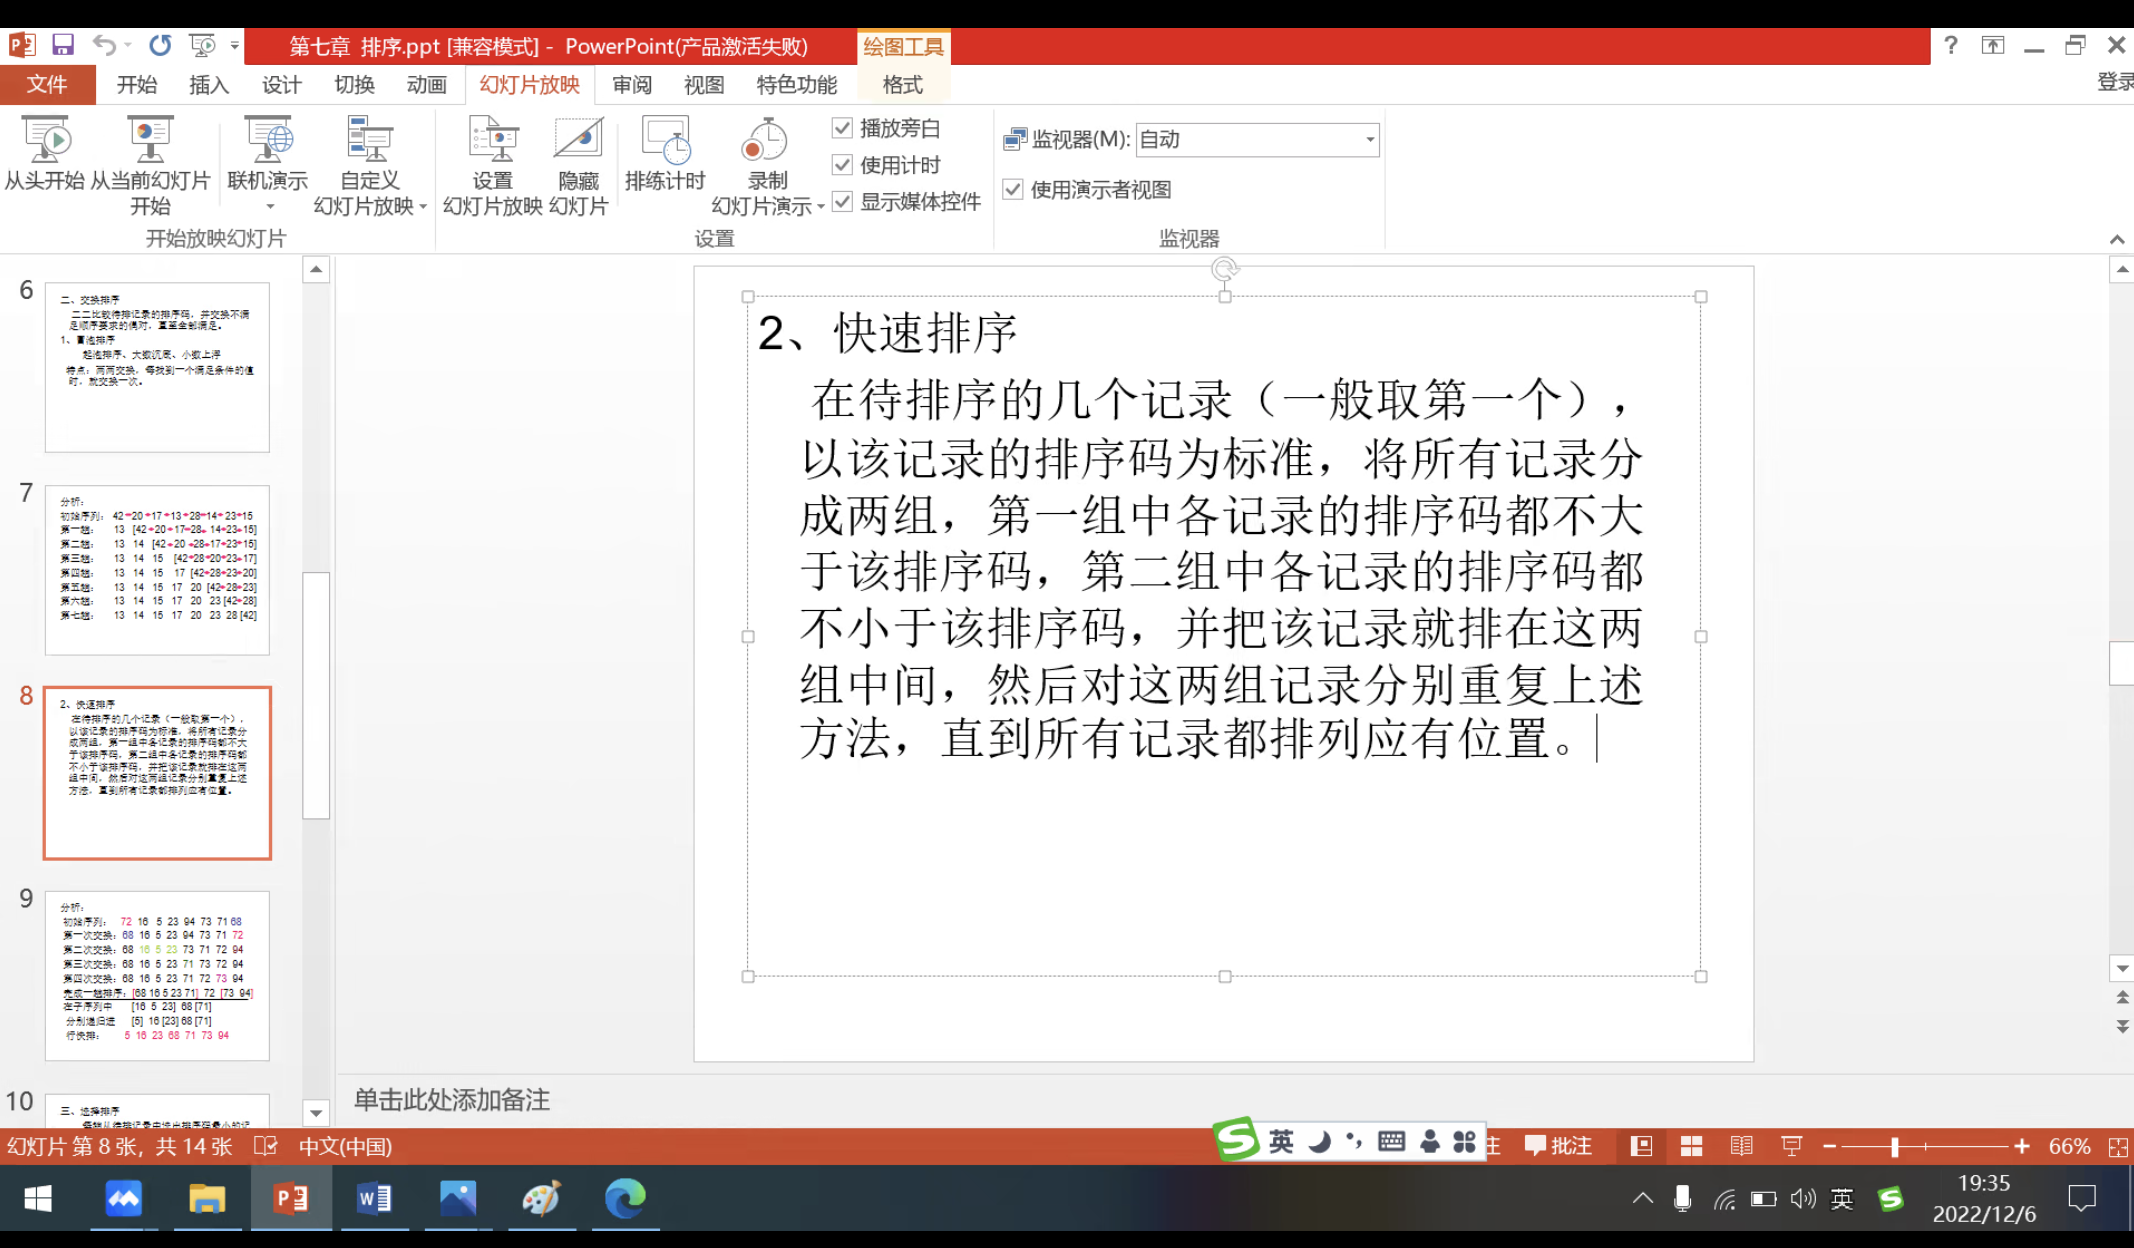 第七章 排序.ppt [兼容模式] - PowerPoint(产品激活失败)
绘图工具
?
登录
文件 开始 插入 设计 切换 动画 幻灯片放映 审阅 视图 特色功能 格式
从头开始
从当前幻灯片
开始
联机演示
自定义
幻灯片放映
开始放映幻灯片
设置
幻灯片放映
隐藏
幻灯片
排练计时
录制
幻灯片演示
播放旁白
使用计时
显示媒体控件
设置
监视器(M): 自动
使用演示者视图
监视器
6
二、交换排序
二二比较待排记录的排序码，并交换不满
足顺序要求的偶对，直至全部满足。
1、冒泡排序
起泡排序、大数沉底、小数上浮
特点：两两交换，每找到一个满足条件的值
时，就交换一次。
7
分析：
初始序列： 42 20 17 13 28 14 23 15
第一趟： 13 [42 20 17 28 14 23 15]
第二趟： 13 14 [42 20 28 17 23 15]
第三趟： 13 14 15 [42 28 20 23 17]
第四趟： 13 14 15 17 [42 28 23 20]
第五趟： 13 14 15 17 20 [42 28 23]
第六趟： 13 14 15 17 20 23 [42 28]
第七趟： 13 14 15 17 20 23 28 [42]
8
2、快速排序
在待排序的几个记录（一般取第一个），
以该记录的排序码为标准，将所有记录分
成两组，第一组中各记录的排序码都不大
于该排序码，第二组中各记录的排序码都
不小于该排序码，并把该记录就排在这两
组中间，然后对这两组记录分别重复上述
方法，直到所有记录都排列应有位置。
9
分析：
初始序列： 72 16 5 23 94 73 71 68
第一次交换：68 16 5 23 94 73 71 72
第二次交换：68 16 5 23 73 71 72 94
第三次交换：68 16 5 23 71 73 72 94
第四次交换：68 16 5 23 71 72 73 94
完成一趟排序：[68 16 5 23 71] 72 [73 94]
在子序列中 [16 5 23] 68 [71]
分别递归进 [5] 16 [23] 68 [71]
行快排： 5 16 23 68 71 73 94
10
三、选择排序
每趟从待排记录中选出排序码最小的记
2、快速排序
在待排序的几个记录（一般取第一个），
以该记录的排序码为标准，将所有记录分
成两组，第一组中各记录的排序码都不大
于该排序码，第二组中各记录的排序码都
不小于该排序码，并把该记录就排在这两
组中间，然后对这两组记录分别重复上述
方法，直到所有记录都排列应有位置。
单击此处添加备注
幻灯片 第 8 张，共 14 张 中文(中国)
英
注 批注 66%
英
19:35
2022/12/6